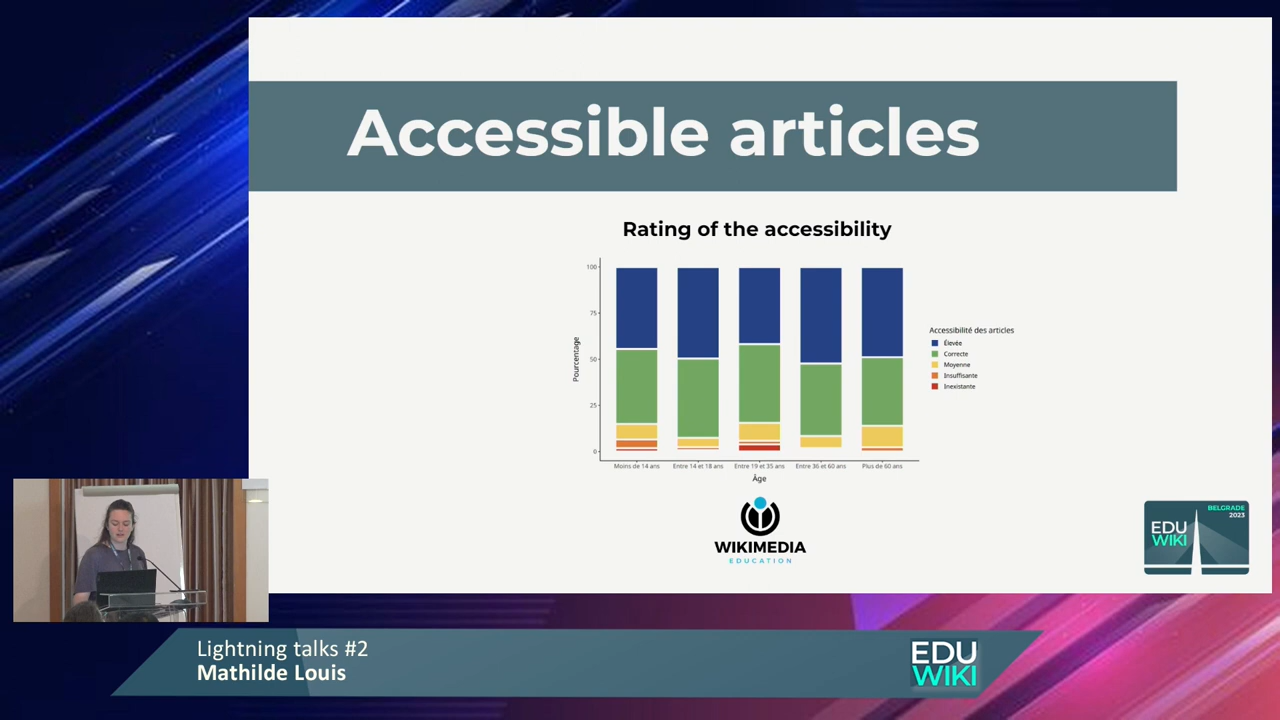 Accessible articles
Rating of the accessibility
100
75
50
25
0
Pourcentage
Moins de 14 ans
Entre 14 et 18 ans
Entre 19 et 35 ans
Entre 36 et 60 ans
Plus de 60 ans
Âge
Accessibilité des articles
Élevée
Correcte
Moyenne
Insuffisante
Inexistante
WIKIMEDIA
EDUCATION
BELGRADE
2023
EDU
WIKI
Lightning talks #2
Mathilde Louis
EDU
WIKI